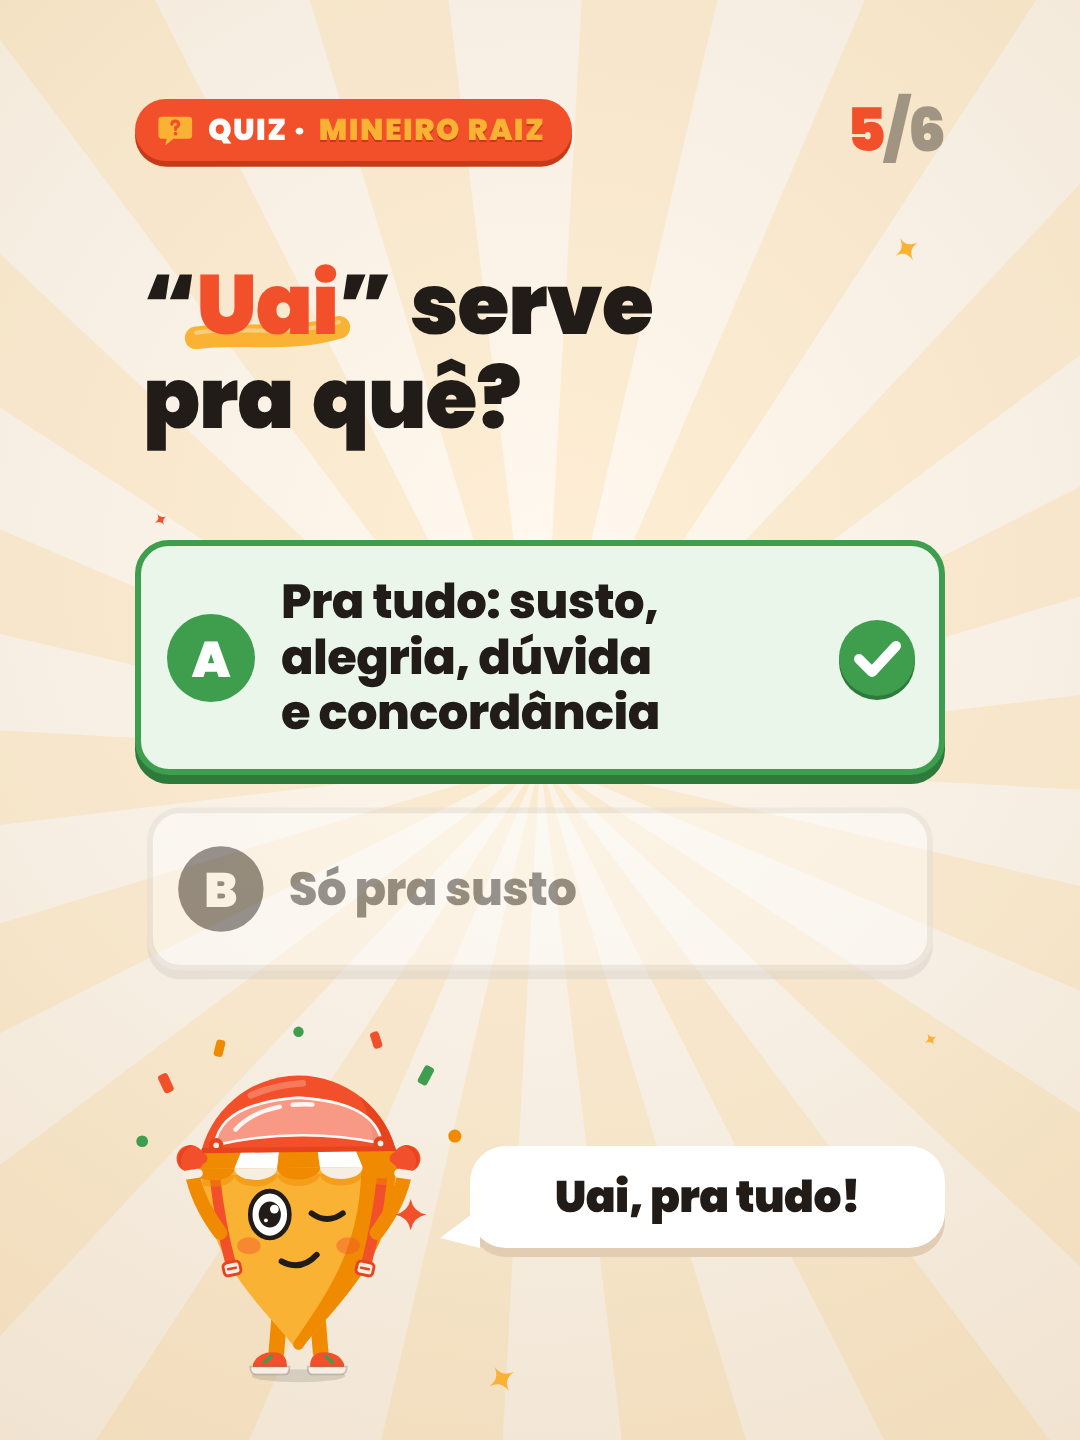 QUIZ · MINEIRO RAIZ
5/6
“Uai” serve
pra quê?
A
Pra tudo: susto,
alegria, dúvida
e concordância
B
Só pra susto
Uai, pra tudo!